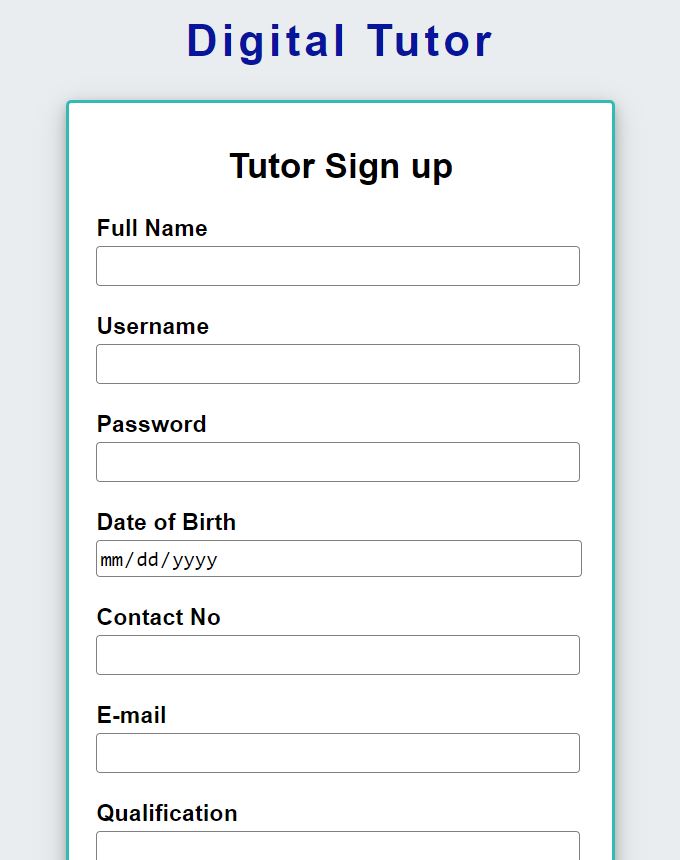 Digital Tutor
Tutor Sign up
Full Name
Username
Password
Date of Birth
mm/dd/yyyy
Contact No
E-mail
Qualification